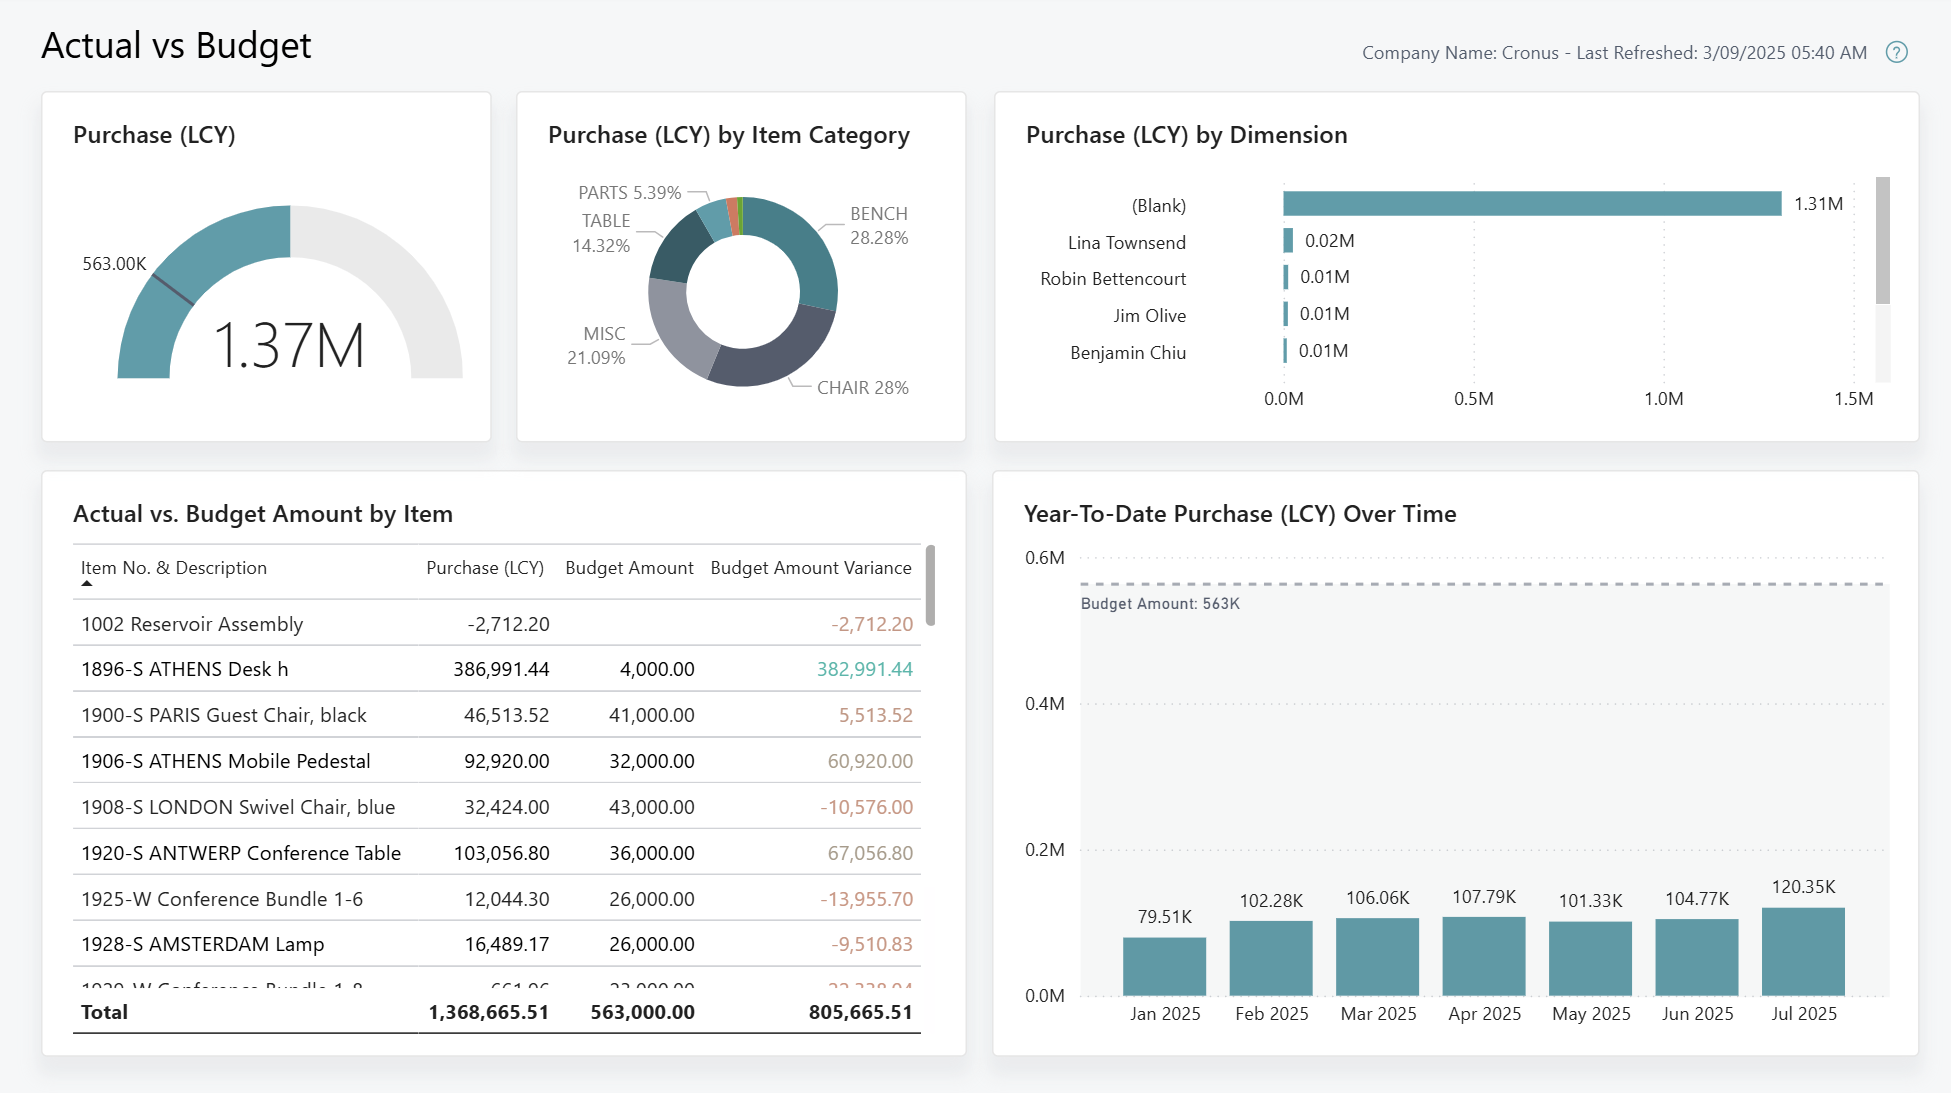 Actual vs Budget
Company Name: Cronus - Last Refreshed: 3/09/2025 05:40 AM
?
Purchase (LCY)
563.00K
1.37M
Purchase (LCY) by Item Category
PARTS 5.39%
TABLE
14.32%
BENCH
28.28%
MISC
21.09%
CHAIR 28%
Purchase (LCY) by Dimension
(Blank) 1.31M
Lina Townsend 0.02M
Robin Bettencourt 0.01M
Jim Olive 0.01M
Benjamin Chiu 0.01M
0.0M 0.5M 1.0M 1.5M
Actual vs. Budget Amount by Item
Item No. & Description Purchase (LCY) Budget Amount Budget Amount Variance
1002 Reservoir Assembly -2,712.20 -2,712.20
1896-S ATHENS Desk h 386,991.44 4,000.00 382,991.44
1900-S PARIS Guest Chair, black 46,513.52 41,000.00 5,513.52
1906-S ATHENS Mobile Pedestal 92,920.00 32,000.00 60,920.00
1908-S LONDON Swivel Chair, blue 32,424.00 43,000.00 -10,576.00
1920-S ANTWERP Conference Table 103,056.80 36,000.00 67,056.80
1925-W Conference Bundle 1-6 12,044.30 26,000.00 -13,955.70
1928-S AMSTERDAM Lamp 16,489.17 26,000.00 -9,510.83
Total 1,368,665.51 563,000.00 805,665.51
Year-To-Date Purchase (LCY) Over Time
0.6M
Budget Amount: 563K
0.4M
0.2M
79.51K 102.28K 106.06K 107.79K 101.33K 104.77K 120.35K
0.0M
Jan 2025 Feb 2025 Mar 2025 Apr 2025 May 2025 Jun 2025 Jul 2025